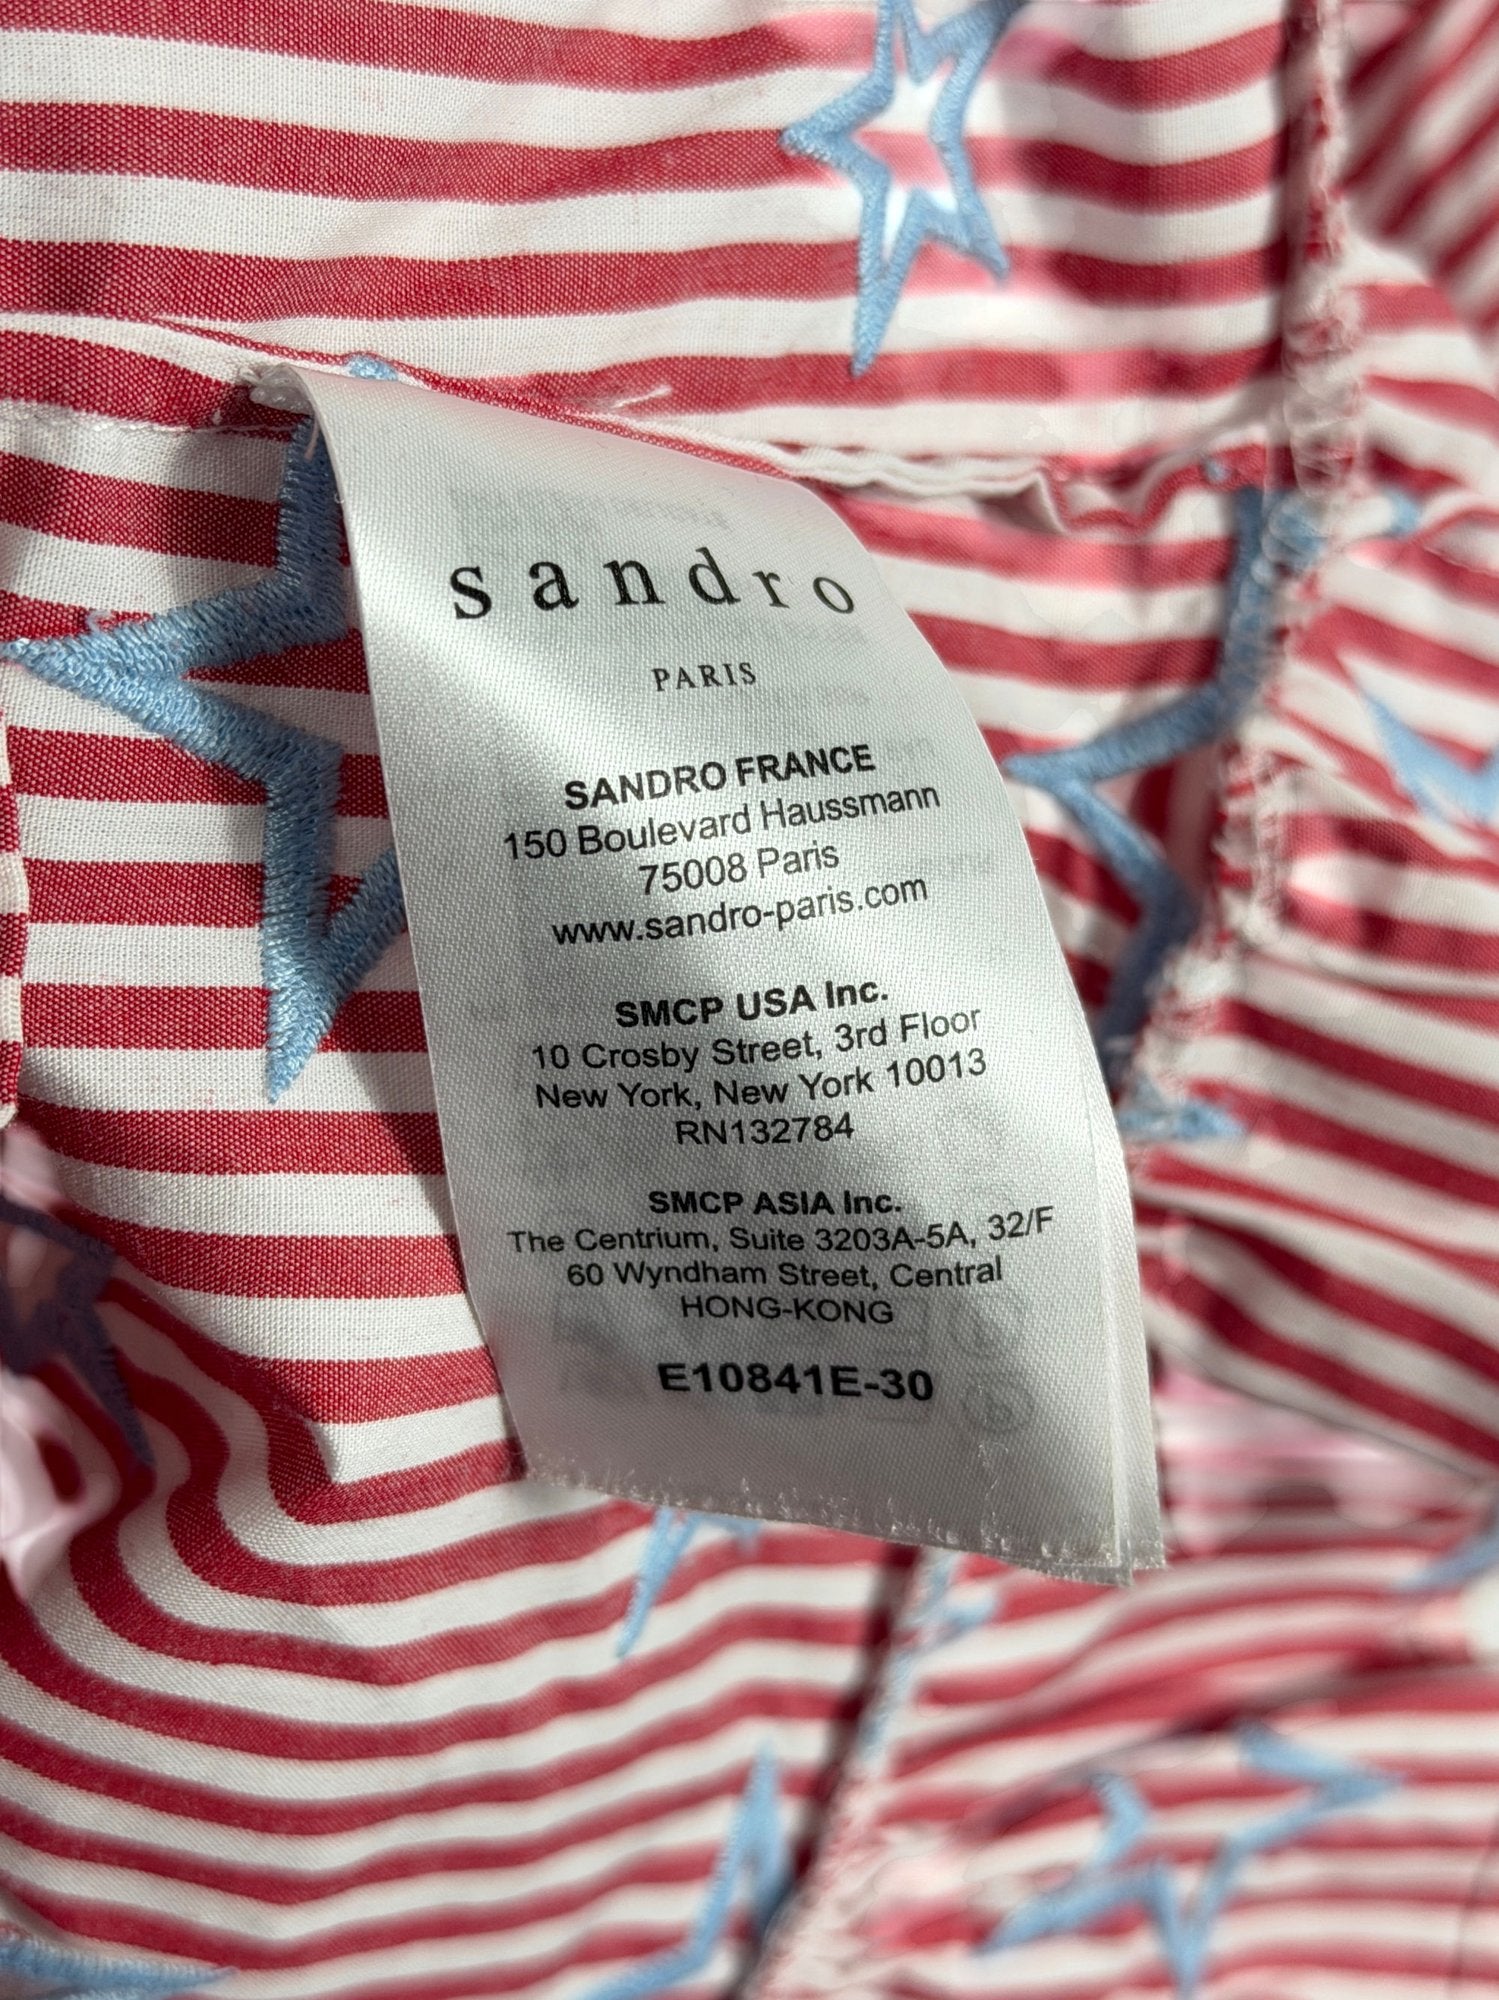 sandro
PARIS
SANDRO FRANCE
150 Boulevard Haussmann
75008 Paris
www.sandro-paris.com
SMCP USA Inc.
10 Crosby Street, 3rd Floor
New York, New York 10013
RN132784
SMCP ASIA Inc.
The Centrium, Suite 3203A-5A, 32/F
60 Wyndham Street, Central
HONG-KONG
E10841E-30